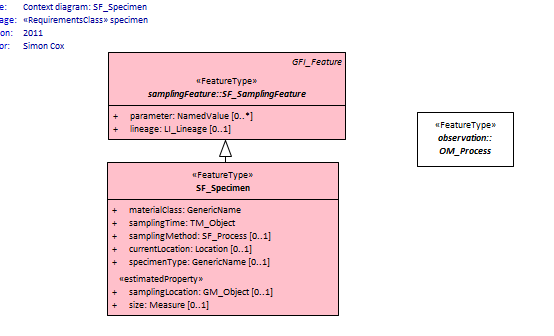 e: Context diagram: SF_Specimen
age: «RequirementsClass» specimen
on: 2011
or: Simon Cox
GFI_Feature
«FeatureType»
samplingFeature::SF_SamplingFeature
+ parameter: NamedValue [0..*]
+ lineage: LI_Lineage [0..1]
«FeatureType»
observation::
OM_Process
«FeatureType»
SF_Specimen
+ materialClass: GenericName
+ samplingTime: TM_Object
+ samplingMethod: SF_Process [0..1]
+ currentLocation: Location [0..1]
+ specimenType: GenericName [0..1]
«estimatedProperty»
+ samplingLocation: GM_Object [0..1]
+ size: Measure [0..1]